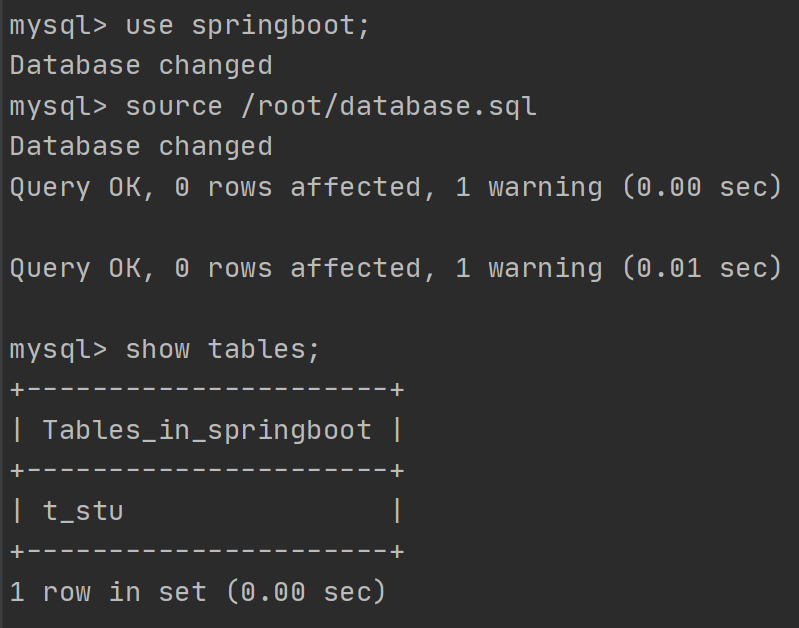 mysql> use springboot;
Database changed
mysql> source /root/database.sql
Database changed
Query OK, 0 rows affected, 1 warning (0.00 sec)
Query OK, 0 rows affected, 1 warning (0.01 sec)
mysql> show tables;
+----------------------+
| Tables_in_springboot |
+----------------------+
| t_stu                |
+----------------------+
1 row in set (0.00 sec)